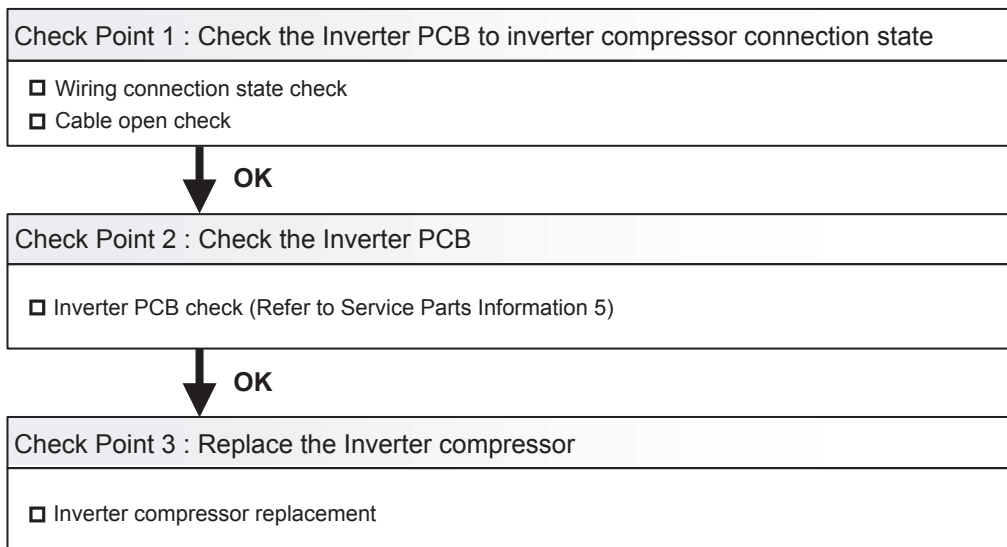 Check Point 1 : Check the Inverter PCB to inverter compressor connection state
Wiring connection state check
Cable open check
OK
Check Point 2 : Check the Inverter PCB
Inverter PCB check (Refer to Service Parts Information 5)
OK
Check Point 3 : Replace the Inverter compressor
Inverter compressor replacement